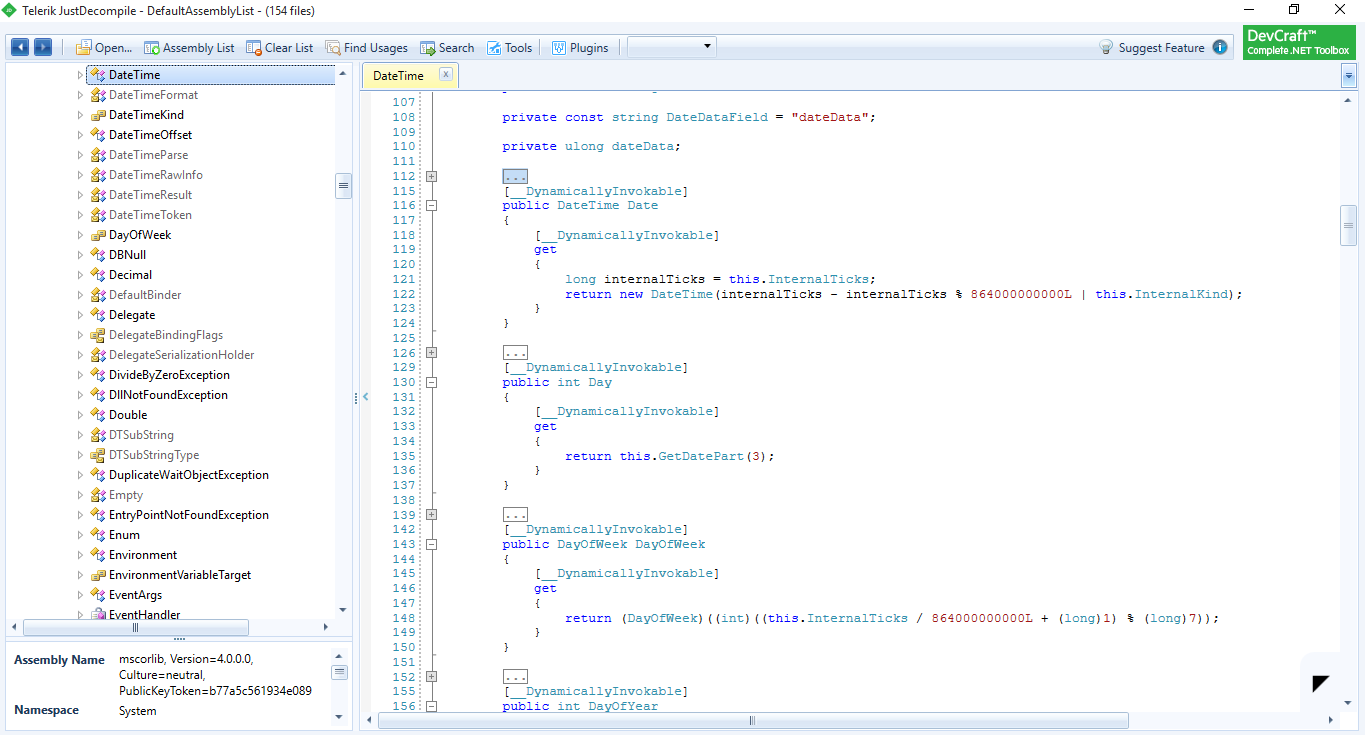 Telerik JustDecompile - DefaultAssemblyList - (154 files)
Open... Assembly List Clear List Find Usages Search Tools Plugins Suggest Feature
DevCraft™
Complete .NET Toolbox
DateTime
DateTimeFormat
DateTimeKind
DateTimeOffset
DateTimeParse
DateTimeRawInfo
DateTimeResult
DateTimeToken
DayOfWeek
DBNull
Decimal
DefaultBinder
Delegate
DelegateBindingFlags
DelegateSerializationHolder
DivideByZeroException
DllNotFoundException
Double
DTSubString
DTSubStringType
DuplicateWaitObjectException
Empty
EntryPointNotFoundException
Enum
Environment
EnvironmentVariableTarget
EventArgs
EventHandler
Assembly Name mscorlib, Version=4.0.0.0,
Culture=neutral,
PublicKeyToken=b77a5c561934e089
Namespace System
DateTime x
107
108 private const string DateDataField = "dateData";
109
110 private ulong dateData;
111
112 ...
115 [__DynamicallyInvokable]
116 public DateTime Date
117 {
118 [__DynamicallyInvokable]
119 get
120 {
121 long internalTicks = this.InternalTicks;
122 return new DateTime(internalTicks - internalTicks % 864000000000L | this.InternalKind);
123 }
124 }
125
126 ...
129 [__DynamicallyInvokable]
130 public int Day
131 {
132 [__DynamicallyInvokable]
133 get
134 {
135 return this.GetDatePart(3);
136 }
137 }
138
139 ...
142 [__DynamicallyInvokable]
143 public DayOfWeek DayOfWeek
144 {
145 [__DynamicallyInvokable]
146 get
147 {
148 return (DayOfWeek)((int)((this.InternalTicks / 864000000000L + (long)1) % (long)7));
149 }
150 }
151
152 ...
155 [__DynamicallyInvokable]
156 public int DayOfYear